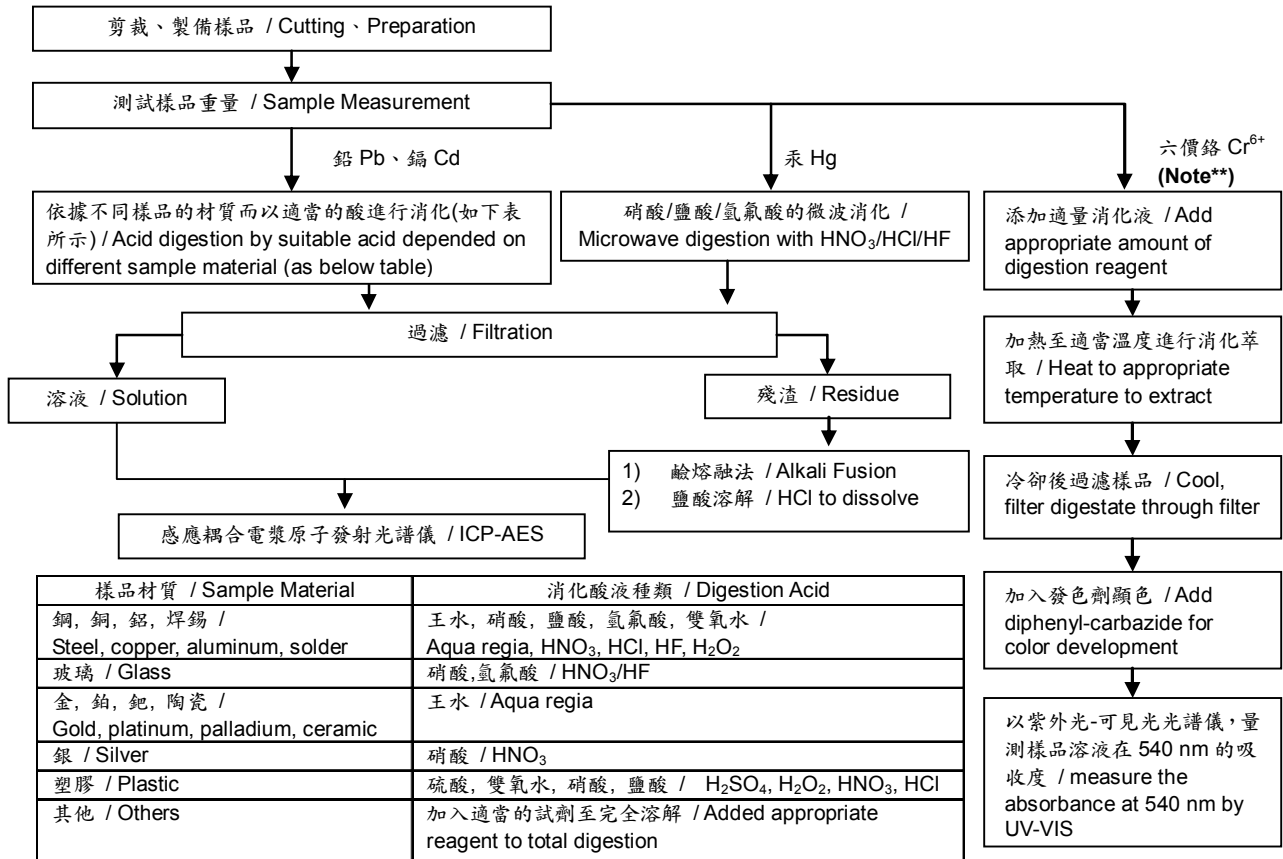 剪裁、製備樣品 / Cutting、Preparation
測試樣品重量 / Sample Measurement
鉛 Pb、鎘 Cd
汞 Hg
六價鉻 Cr⁶⁺
(Note**)
依據不同樣品的材質而以適當的酸進行消化(如下表
所示) / Acid digestion by suitable acid depended on
different sample material (as below table)
硝酸/鹽酸/氫氟酸的微波消化 /
Microwave digestion with HNO₃/HCl/HF
添加適量消化液 / Add
appropriate amount of
digestion reagent
過濾 / Filtration
加熱至適當溫度進行消化萃
取 / Heat to appropriate
temperature to extract
溶液 / Solution
殘渣 / Residue
1) 鹼熔融法 / Alkali Fusion
2) 鹽酸溶解 / HCl to dissolve
冷卻後過濾樣品 / Cool,
filter digestate through filter
感應耦合電漿原子發射光譜儀 / ICP-AES
加入發色劑顯色 / Add
diphenyl-carbazide for
color development
以紫外光-可見光光譜儀，量
測樣品溶液在 540 nm 的吸
收度 / measure the
absorbance at 540 nm by
UV-VIS
樣品材質 / Sample Material 消化酸液種類 / Digestion Acid
鋼, 銅, 鋁, 焊錫 / 王水, 硝酸, 鹽酸, 氫氟酸, 雙氧水 /
Steel, copper, aluminum, solder Aqua regia, HNO₃, HCl, HF, H₂O₂
玻璃 / Glass 硝酸,氫氟酸 / HNO₃/HF
金, 鉑, 鈀, 陶瓷 / 王水 / Aqua regia
Gold, platinum, palladium, ceramic
銀 / Silver 硝酸 / HNO₃
塑膠 / Plastic 硫酸, 雙氧水, 硝酸, 鹽酸 / H₂SO₄, H₂O₂, HNO₃, HCl
其他 / Others 加入適當的試劑至完全溶解 / Added appropriate
reagent to total digestion